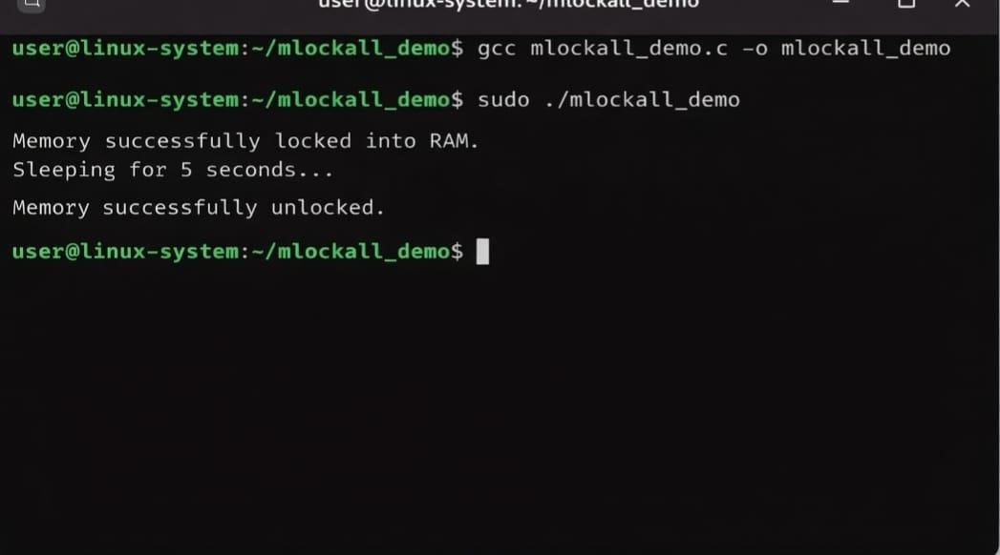 user@linux-system:~/mlockall_demo
user@linux-system:~/mlockall_demo$ gcc mlockall_demo.c -o mlockall_demo
user@linux-system:~/mlockall_demo$ sudo ./mlockall_demo
Memory successfully locked into RAM.
Sleeping for 5 seconds...
Memory successfully unlocked.
user@linux-system:~/mlockall_demo$